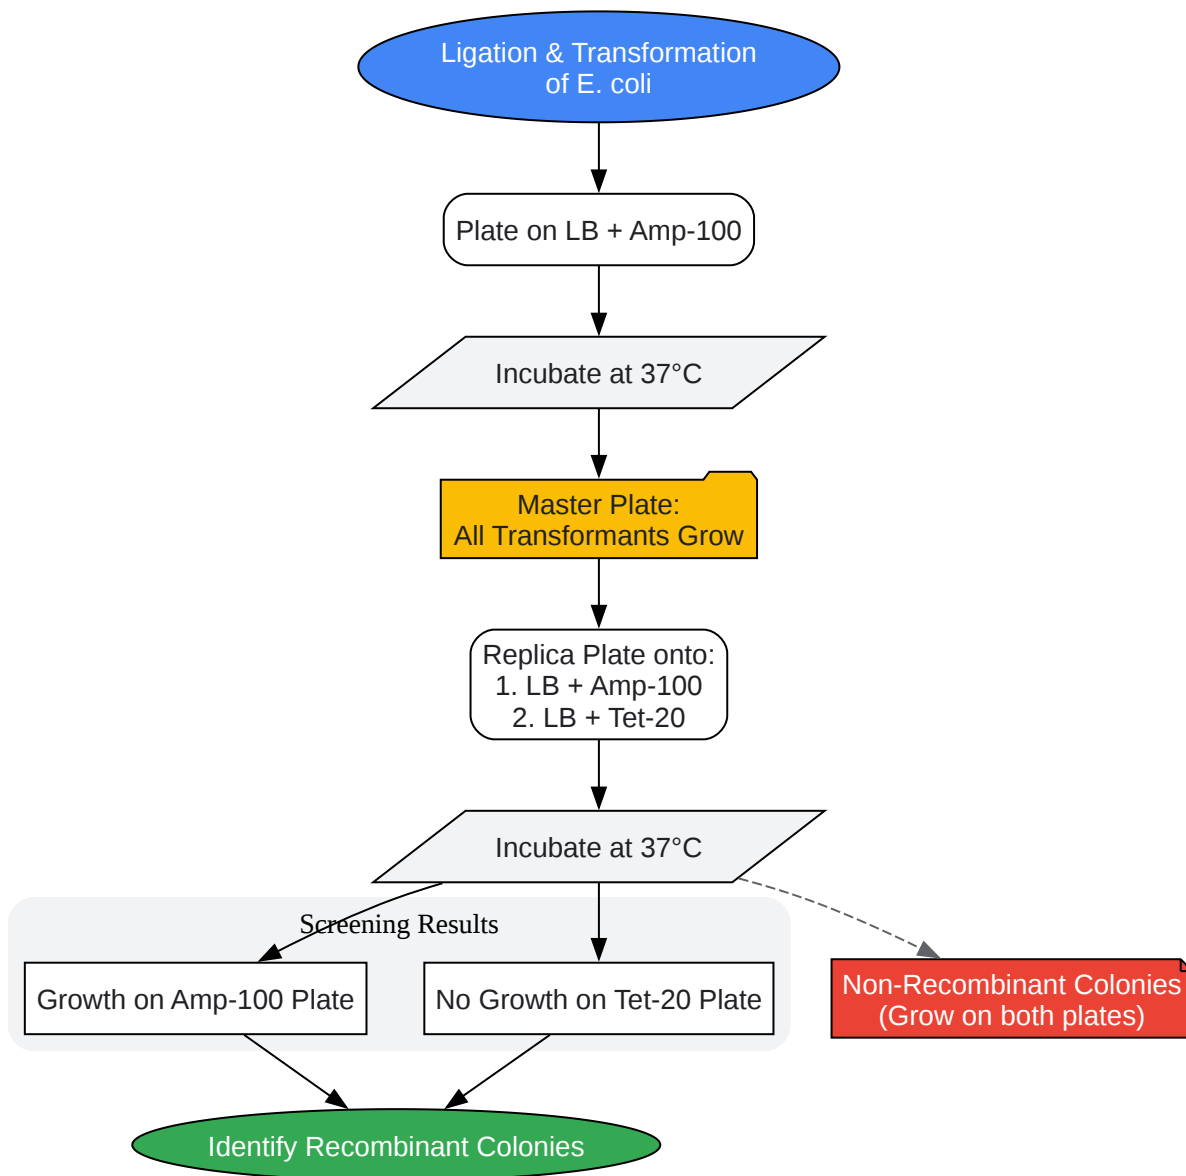 Ligation & Transformation
of E. coli
Plate on LB + Amp-100
Incubate at 37°C
Master Plate:
All Transformants Grow
Replica Plate onto:
1. LB + Amp-100
2. LB + Tet-20
Incubate at 37°C
Screening Results
Growth on Amp-100 Plate
No Growth on Tet-20 Plate
Non-Recombinant Colonies
(Grow on both plates)
Identify Recombinant Colonies